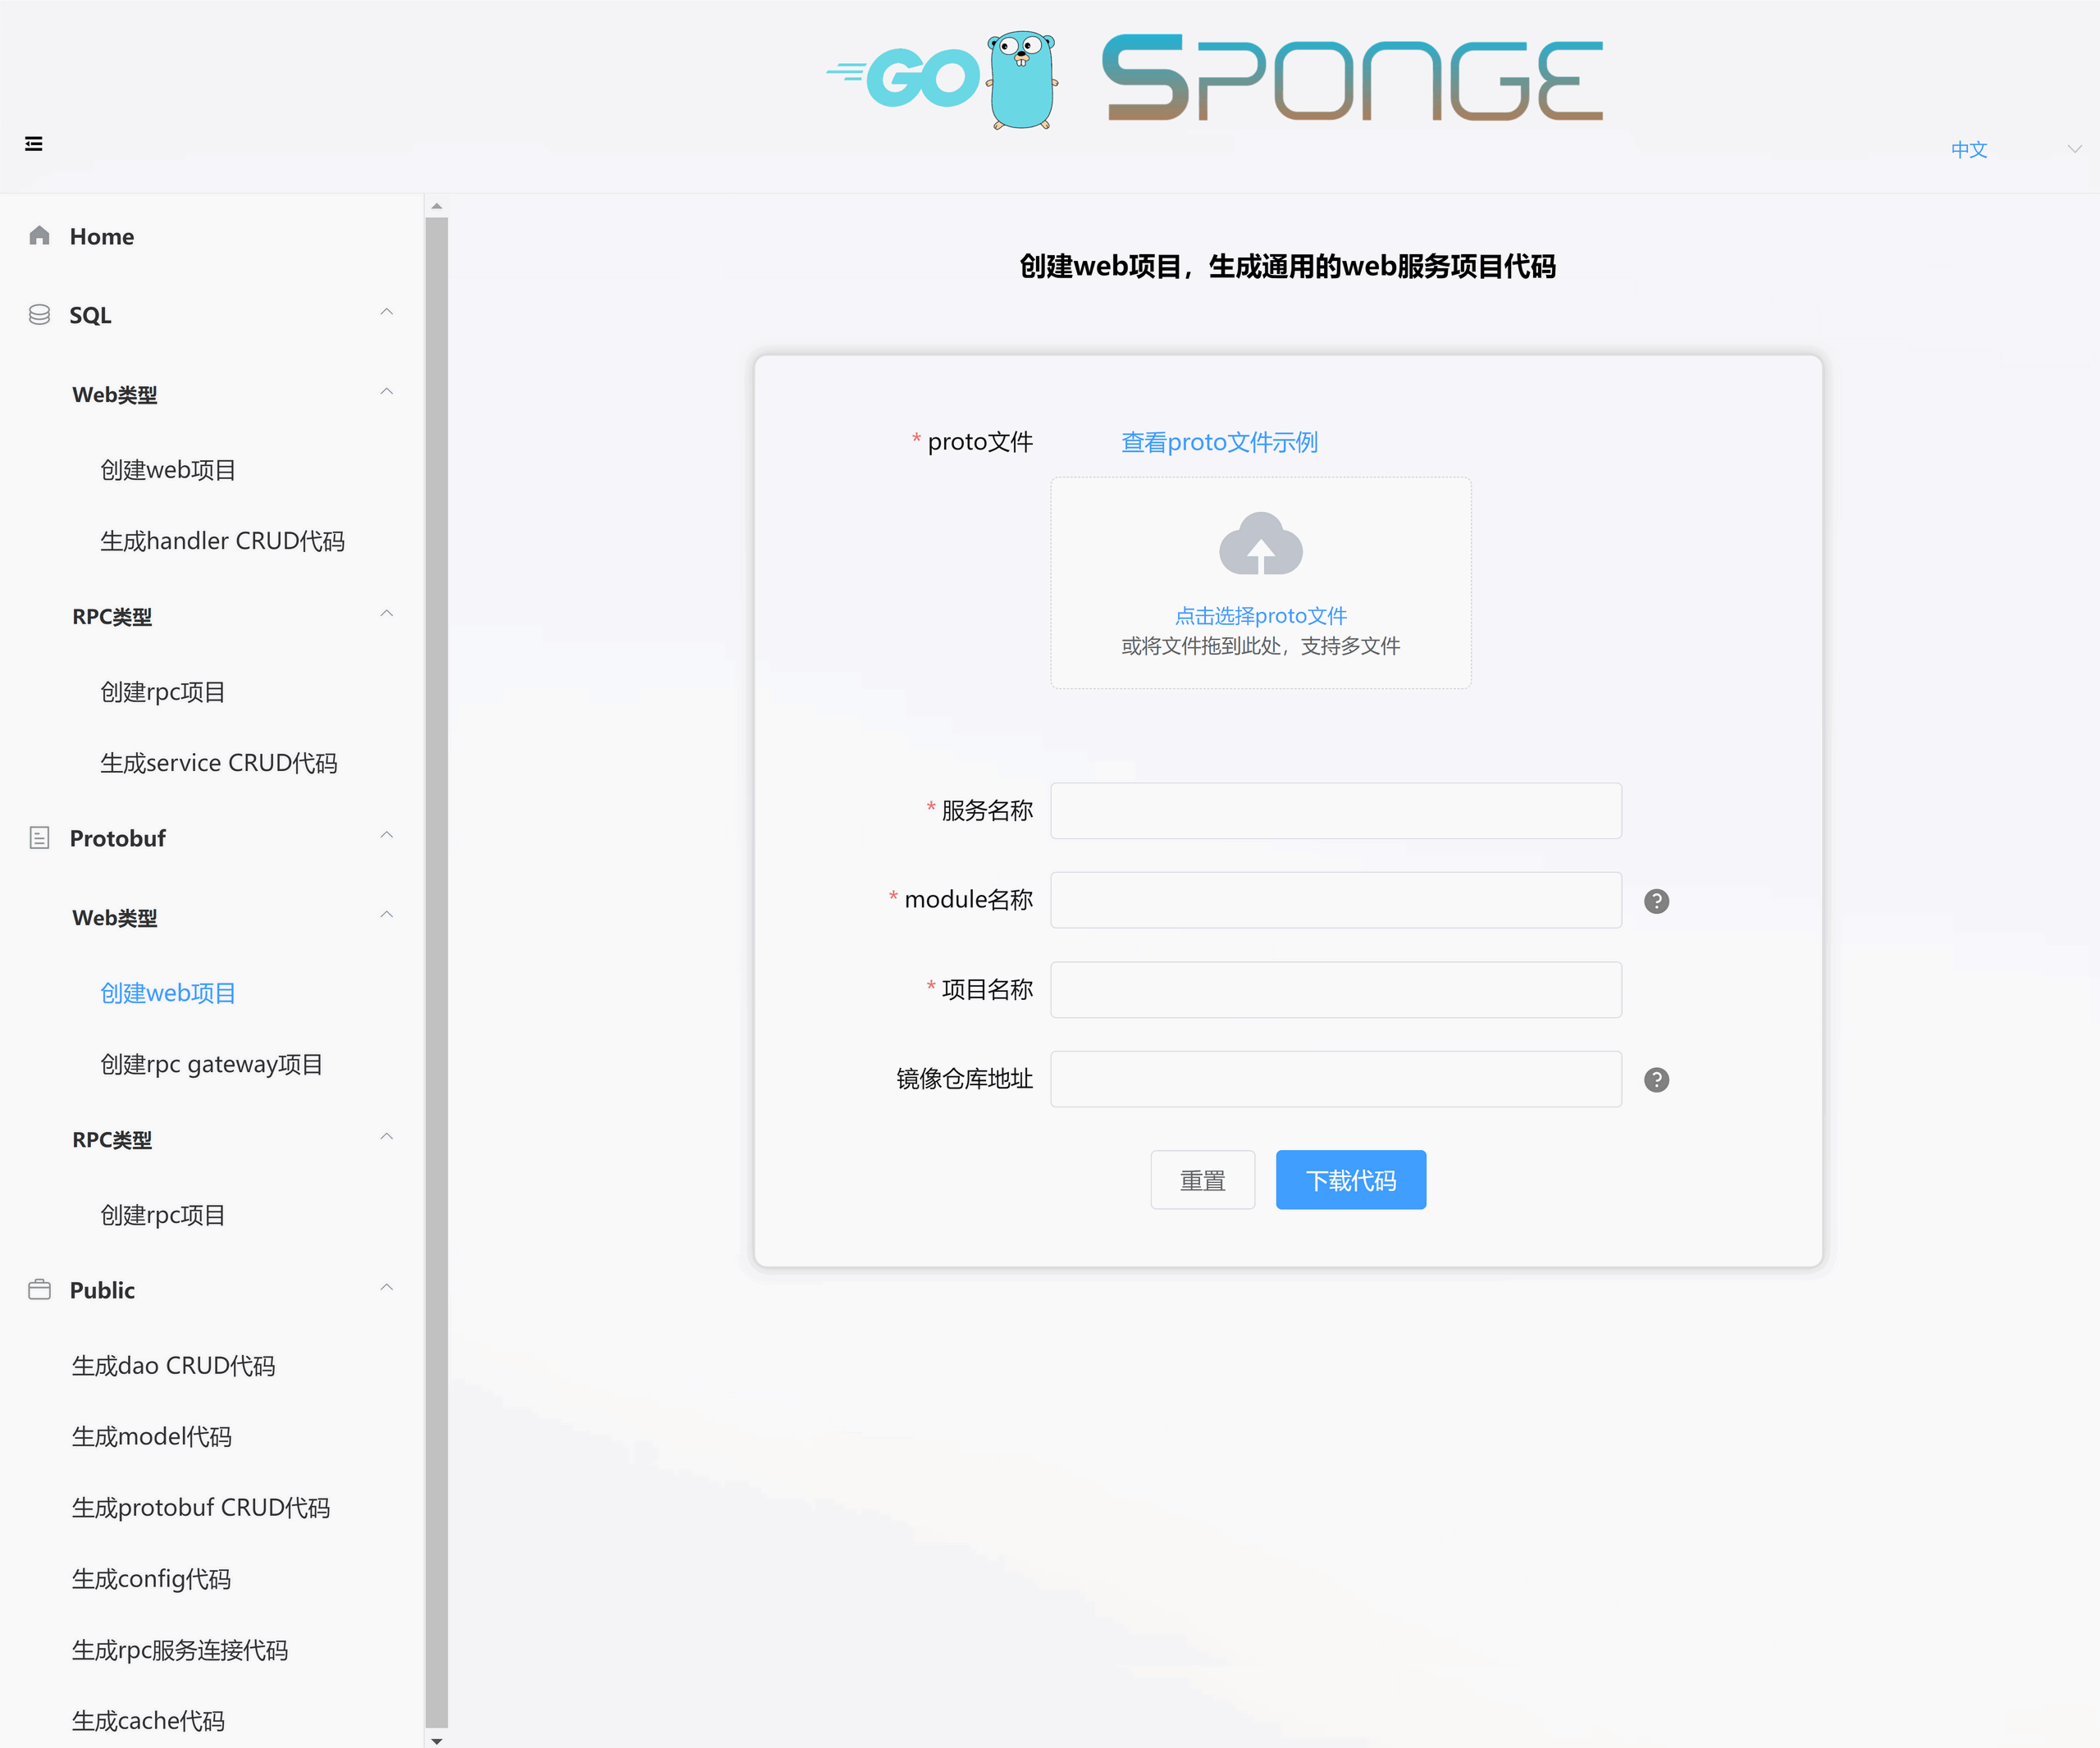 GO SPONGE
中文
Home
SQL
Web类型
创建web项目
生成handler CRUD代码
RPC类型
创建rpc项目
生成service CRUD代码
Protobuf
Web类型
创建web项目
创建rpc gateway项目
RPC类型
创建rpc项目
Public
生成dao CRUD代码
生成model代码
生成protobuf CRUD代码
生成config代码
生成rpc服务连接代码
生成cache代码
创建web项目，生成通用的web服务项目代码
* proto文件 查看proto文件示例
点击选择proto文件
或将文件拖到此处，支持多文件
* 服务名称
* module名称 ?
* 项目名称
镜像仓库地址 ?
重置 下载代码